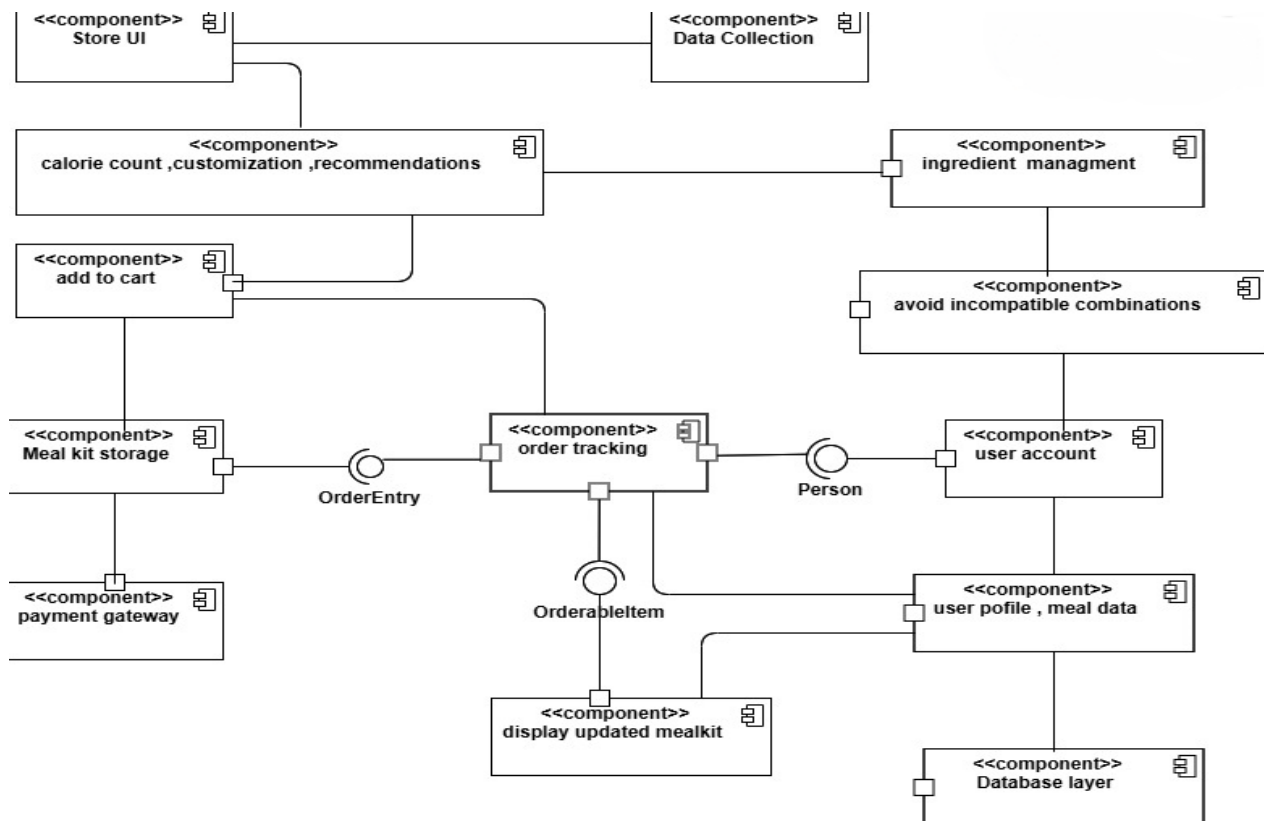 <<component>>
Store UI
<<component>>
Data Collection
<<component>>
calorie count ,customization ,recommendations
<<component>>
ingredient managment
<<component>>
add to cart
<<component>>
avoid incompatible combinations
<<component>>
Meal kit storage
OrderEntry
<<component>>
order tracking
Person
<<component>>
user account
<<component>>
payment gateway
OrderableItem
<<component>>
user pofile , meal data
<<component>>
display updated mealkit
<<component>>
Database layer